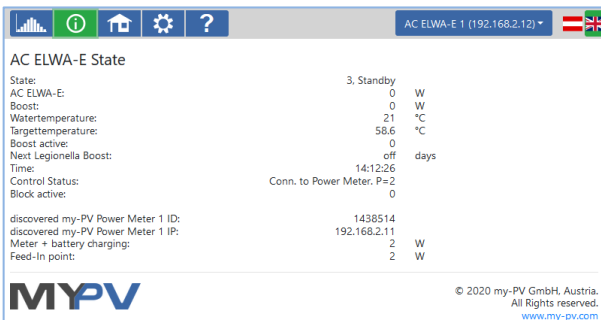 ?
AC ELWA-E 1 (192.168.2.12)
AC ELWA-E State
State: 3, Standby
AC ELWA-E: 0 W
Boost: 0 W
Watertemperature: 21 °C
Targettemperature: 58.6 °C
Boost active: 0
Next Legionella Boost: off days
Time: 14:12:26
Control Status: Conn. to Power Meter. P=2
Block active: 0
discovered my-PV Power Meter 1 ID: 1438514
discovered my-PV Power Meter 1 IP: 192.168.2.11
Meter + battery charging: 2 W
Feed-In point: 2 W
MYPV
© 2020 my-PV GmbH, Austria.
All Rights reserved.
www.my-pv.com